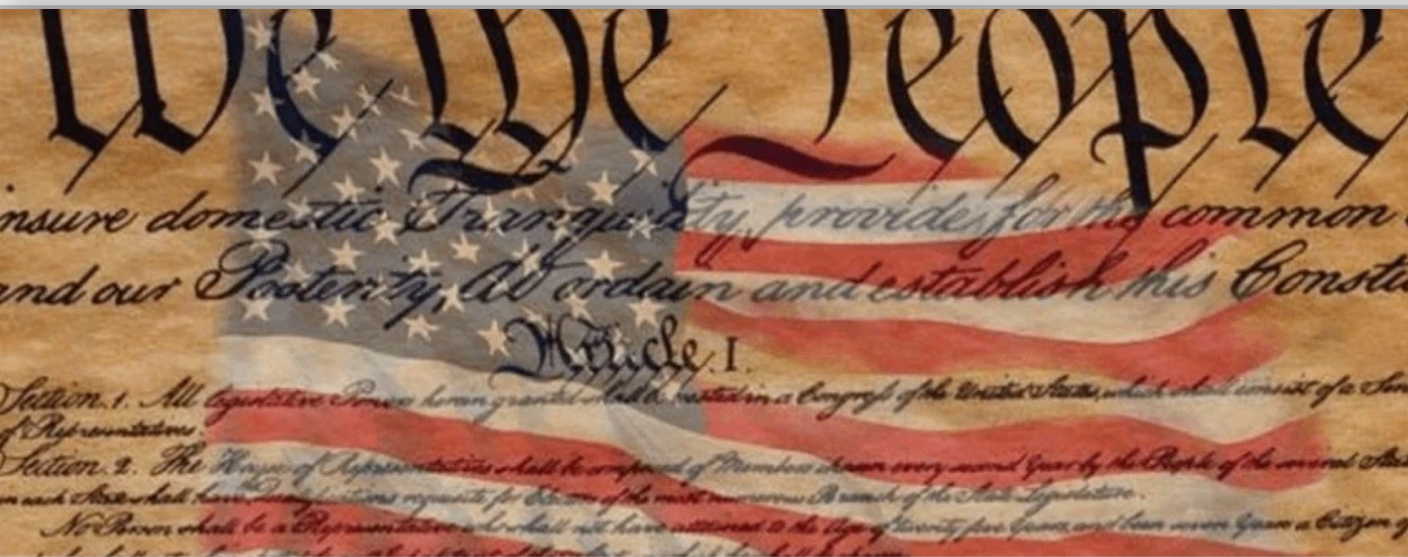 We the People
nsure domestic Tranquility, provide for the common
and our Posterity, do ordain and establish this Constit
Article. I.
Section. 1. All legislative Powers herein granted shall be vested in a Congress of the United States, which shall consist of a Sen
of Representatives.
Section. 2. The House of Representatives shall be composed of Members chosen every second Year by the People of the several Stat
in each State shall have the Qualifications requisite for Electors of the most numerous Branch of the State Legislature.
No Person shall be a Representative who shall not have attained to the Age of twenty five Years, and been seven Years a Citizen of